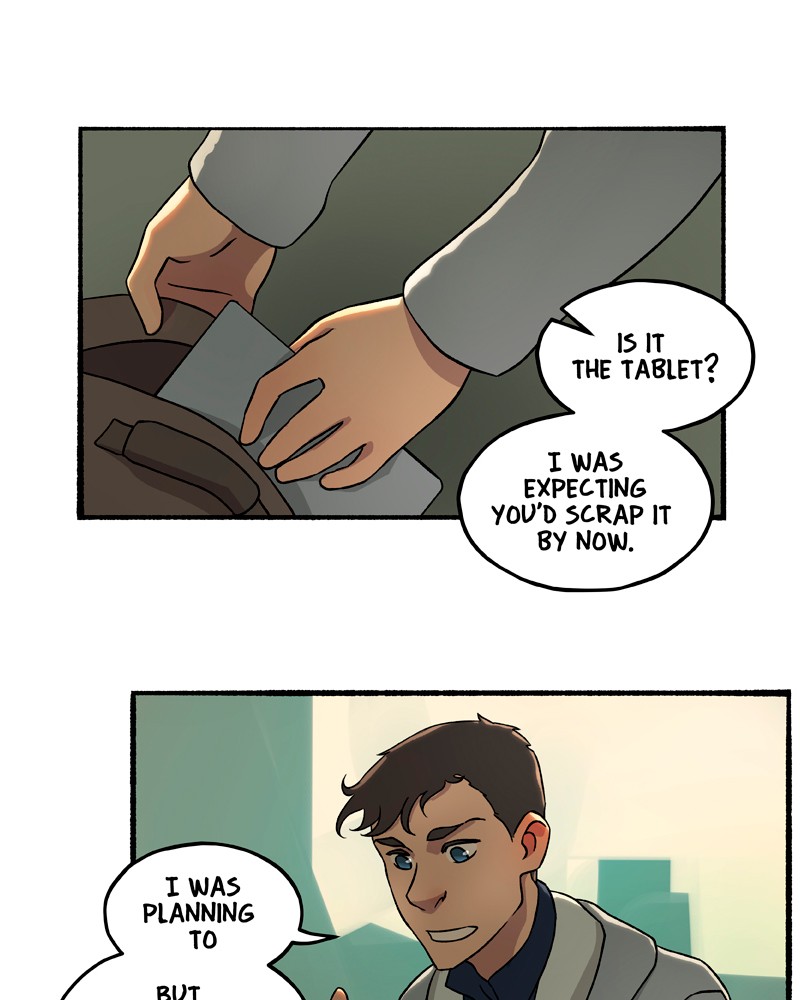 IS IT
THE TABLET?
I WAS
EXPECTING
YOU'D SCRAP IT
BY NOW.
I WAS
PLANNING
TO
BUT